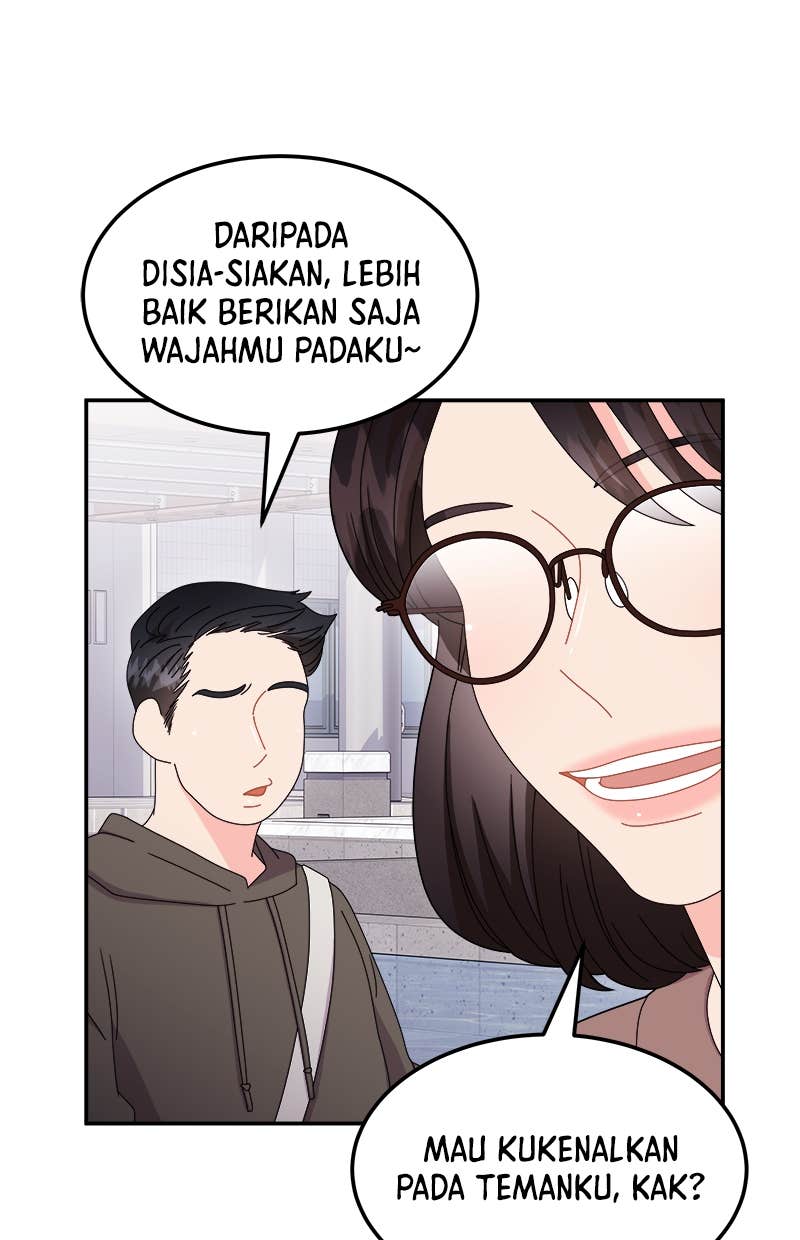 DARIPADA
DISIA-SIAKAN, LEBIH
BAIK BERIKAN SAJA
WAJAHMU PADAKU~
MAU KUKENALKAN
PADA TEMANKU, KAK?